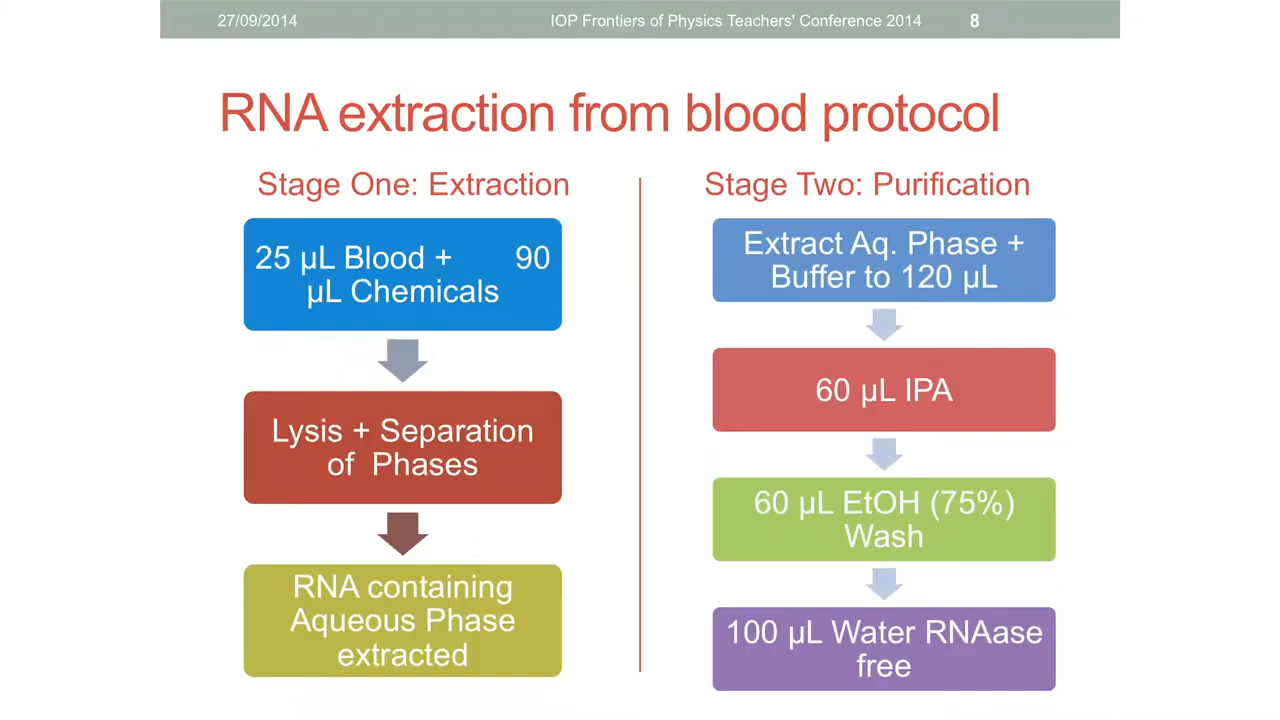 27/09/2014
IOP Frontiers of Physics Teachers' Conference 2014
8
RNA extraction from blood protocol
Stage One: Extraction
25 µL Blood + 90
µL Chemicals
Lysis + Separation
of Phases
RNA containing
Aqueous Phase
extracted
Stage Two: Purification
Extract Aq. Phase +
Buffer to 120 µL
60 µL IPA
60 µL EtOH (75%)
Wash
100 µL Water RNAase
free